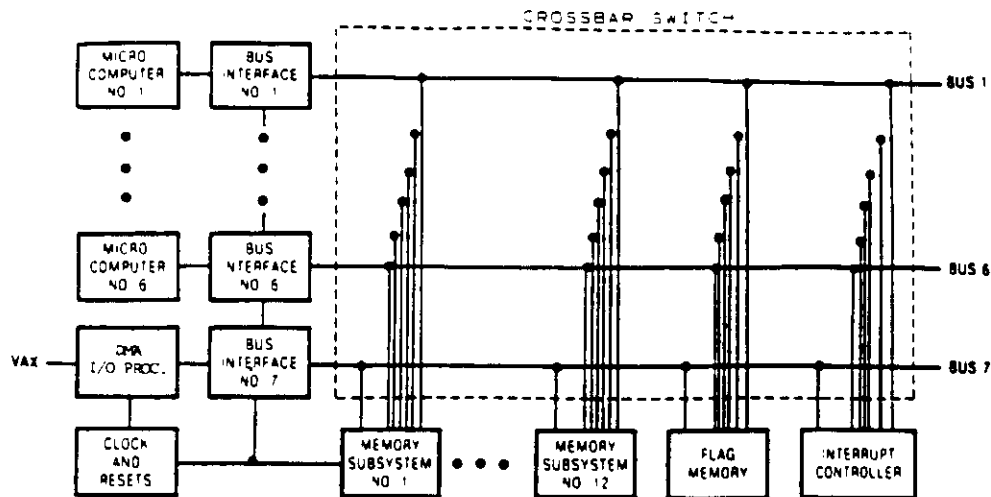 CROSSBAR SWITCH
MICRO
COMPUTER
NO. 1
BUS
INTERFACE
NO. 1
BUS 1
MICRO
COMPUTER
NO. 6
BUS
INTERFACE
NO. 6
BUS 6
VAX
DMA
I/O PROC.
BUS
INTERFACE
NO. 7
BUS 7
CLOCK
AND
RESETS
MEMORY
SUBSYSTEM
NO. 1
MEMORY
SUBSYSTEM
NO. 12
FLAG
MEMORY
INTERRUPT
CONTROLLER